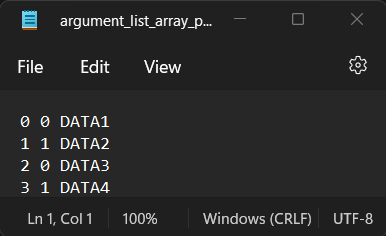 argument_list_array_p...
File Edit View
0 0 DATA1
1 1 DATA2
2 0 DATA3
3 1 DATA4
Ln 1, Col 1 100% Windows (CRLF) UTF-8